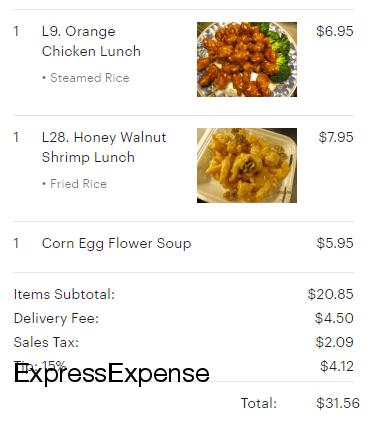 1 L9. Orange Chicken Lunch $6.95
• Steamed Rice
1 L28. Honey Walnut Shrimp Lunch $7.95
• Fried Rice
1 Corn Egg Flower Soup $5.95
Items Subtotal: $20.85
Delivery Fee: $4.50
Sales Tax: $2.09
Tip: 15% $4.12
ExpressExpense
Total: $31.56